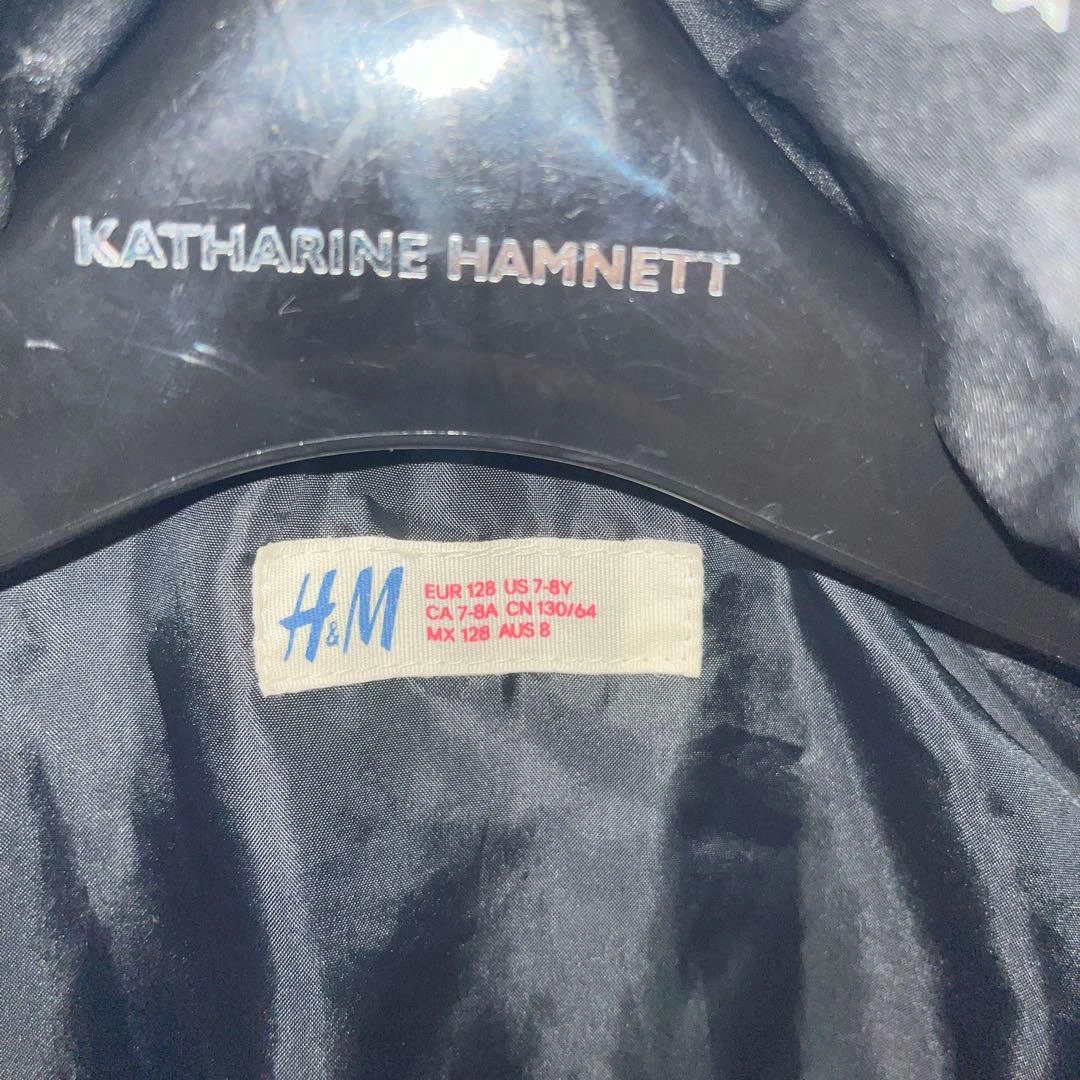 KATHARINE HAMNETT
H&M
EUR 128 US 7-8Y
CA 7-8A CN 130/64
MX 128 AUS 8